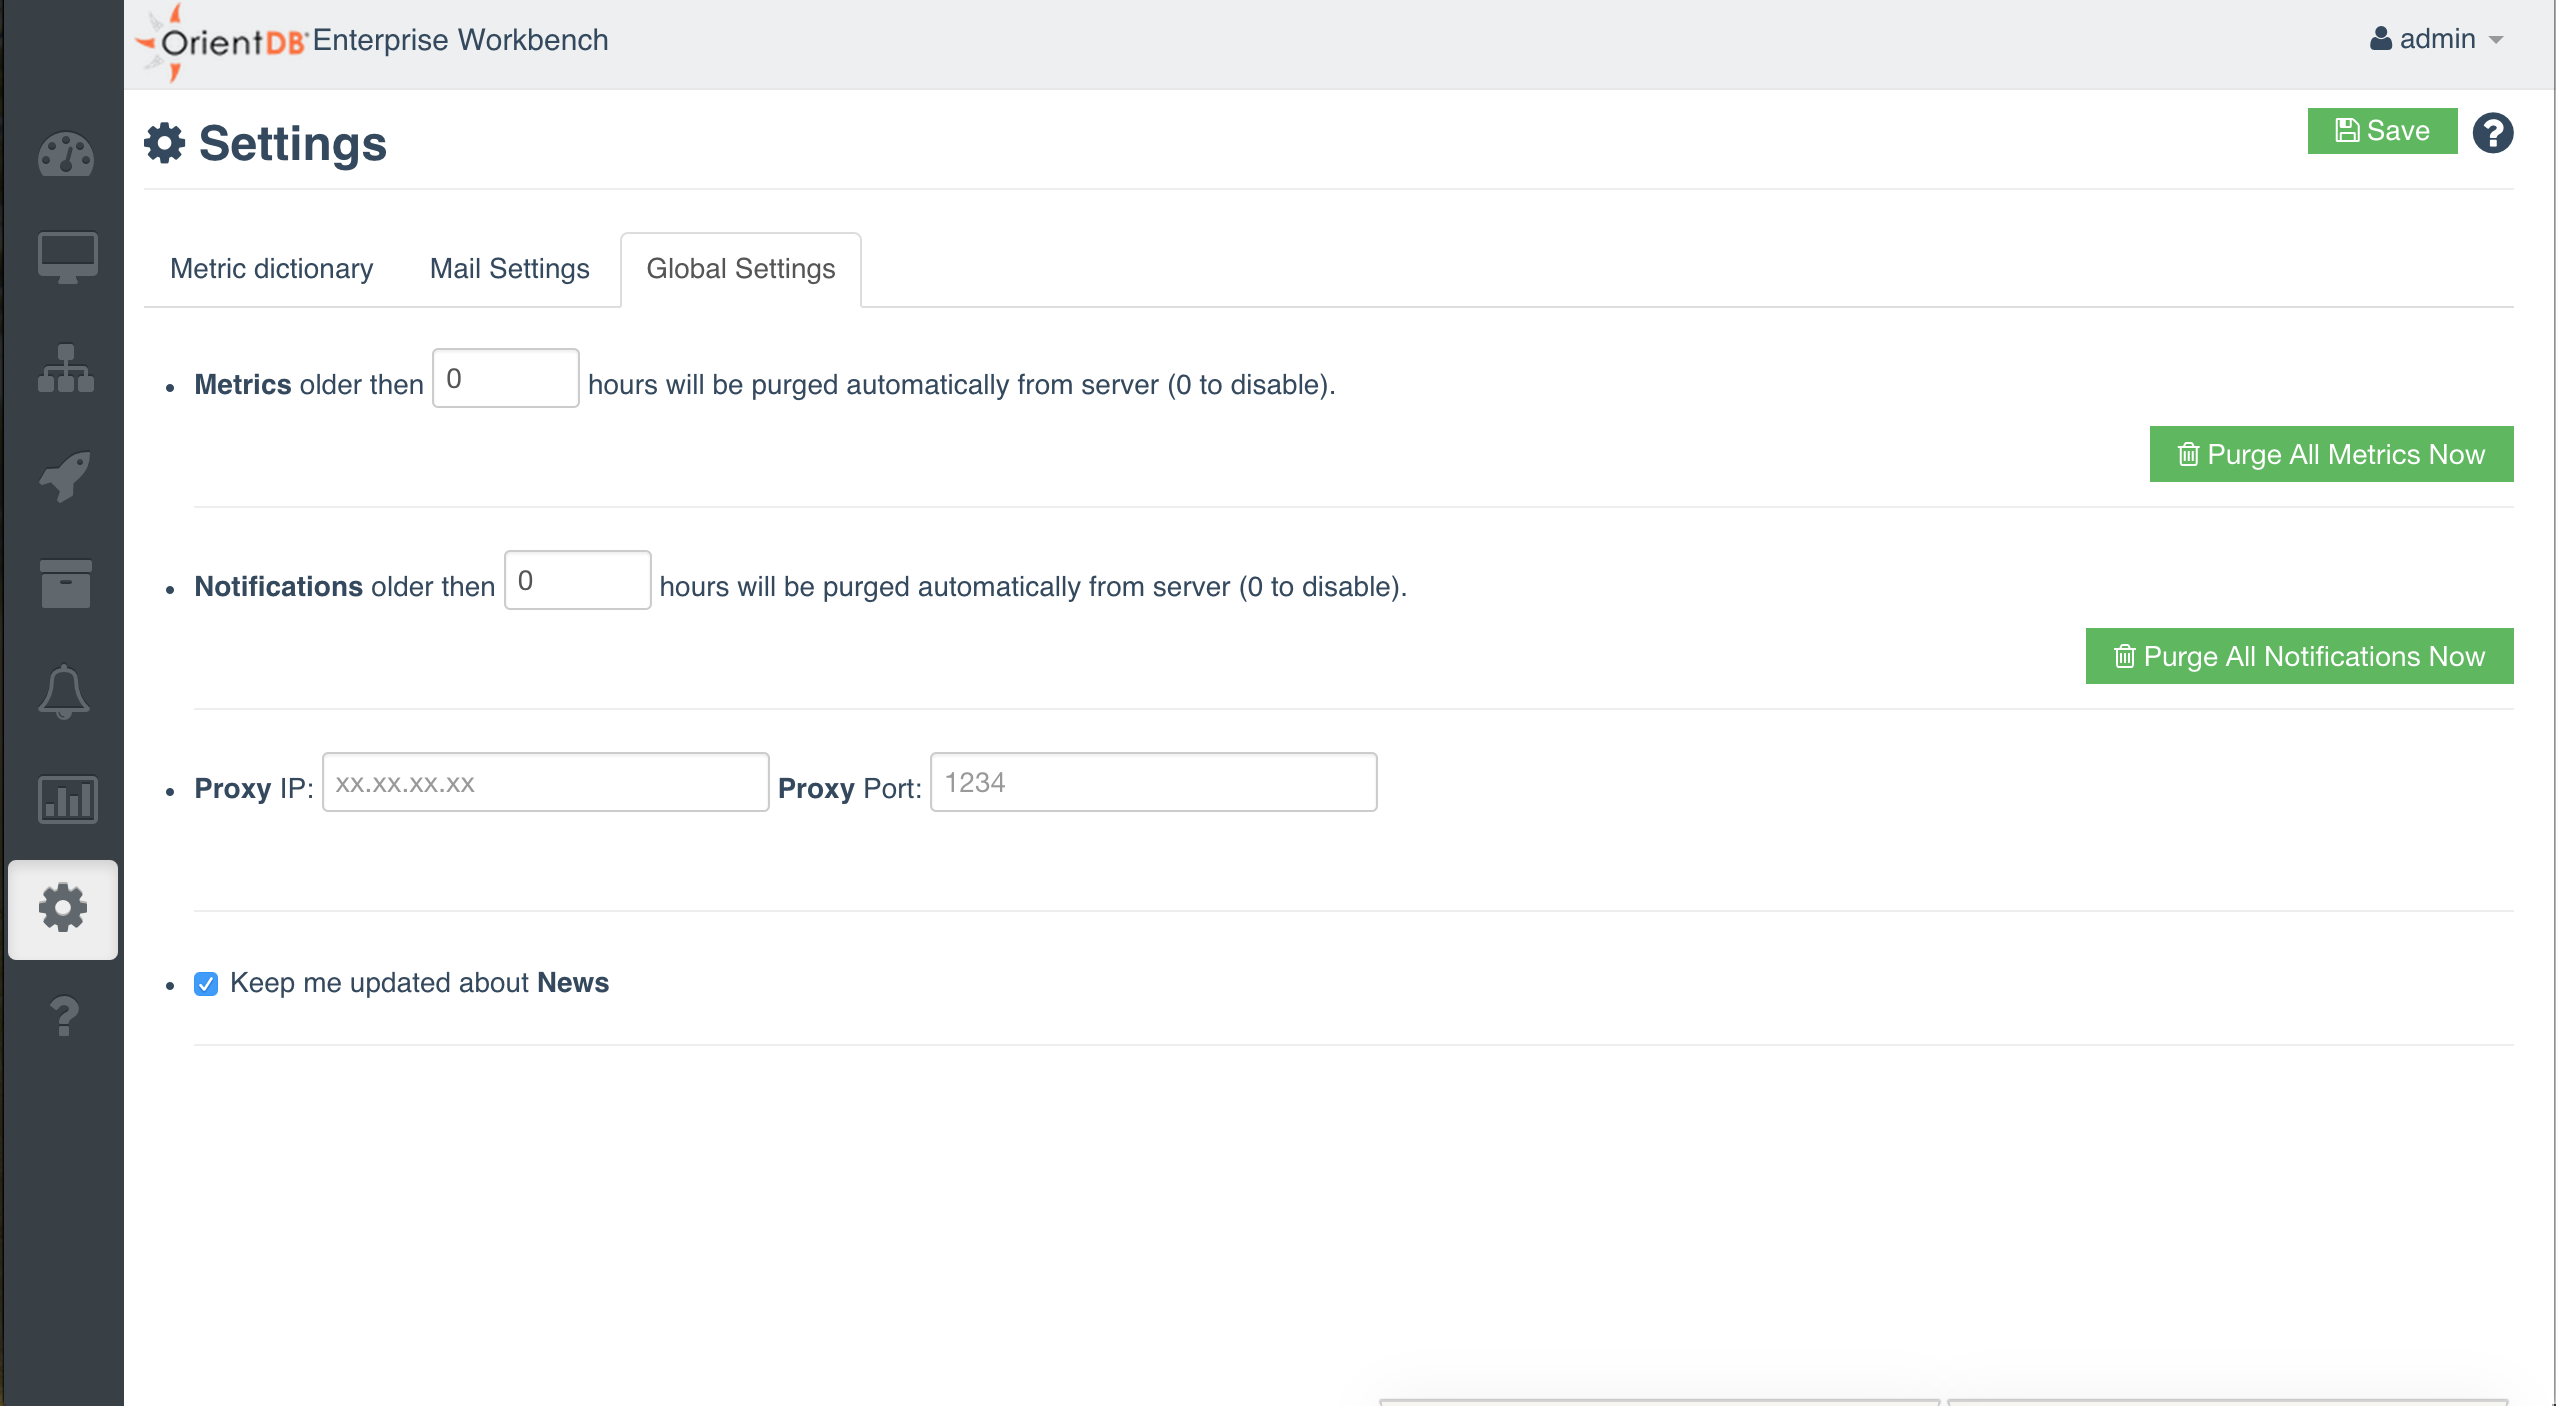 OrientDB Enterprise Workbench
admin
Settings
Save
Metric dictionary Mail Settings Global Settings
Metrics older then 0 hours will be purged automatically from server (0 to disable).
Purge All Metrics Now
Notifications older then 0 hours will be purged automatically from server (0 to disable).
Purge All Notifications Now
Proxy IP: xx.xx.xx.xx Proxy Port: 1234
Keep me updated about News